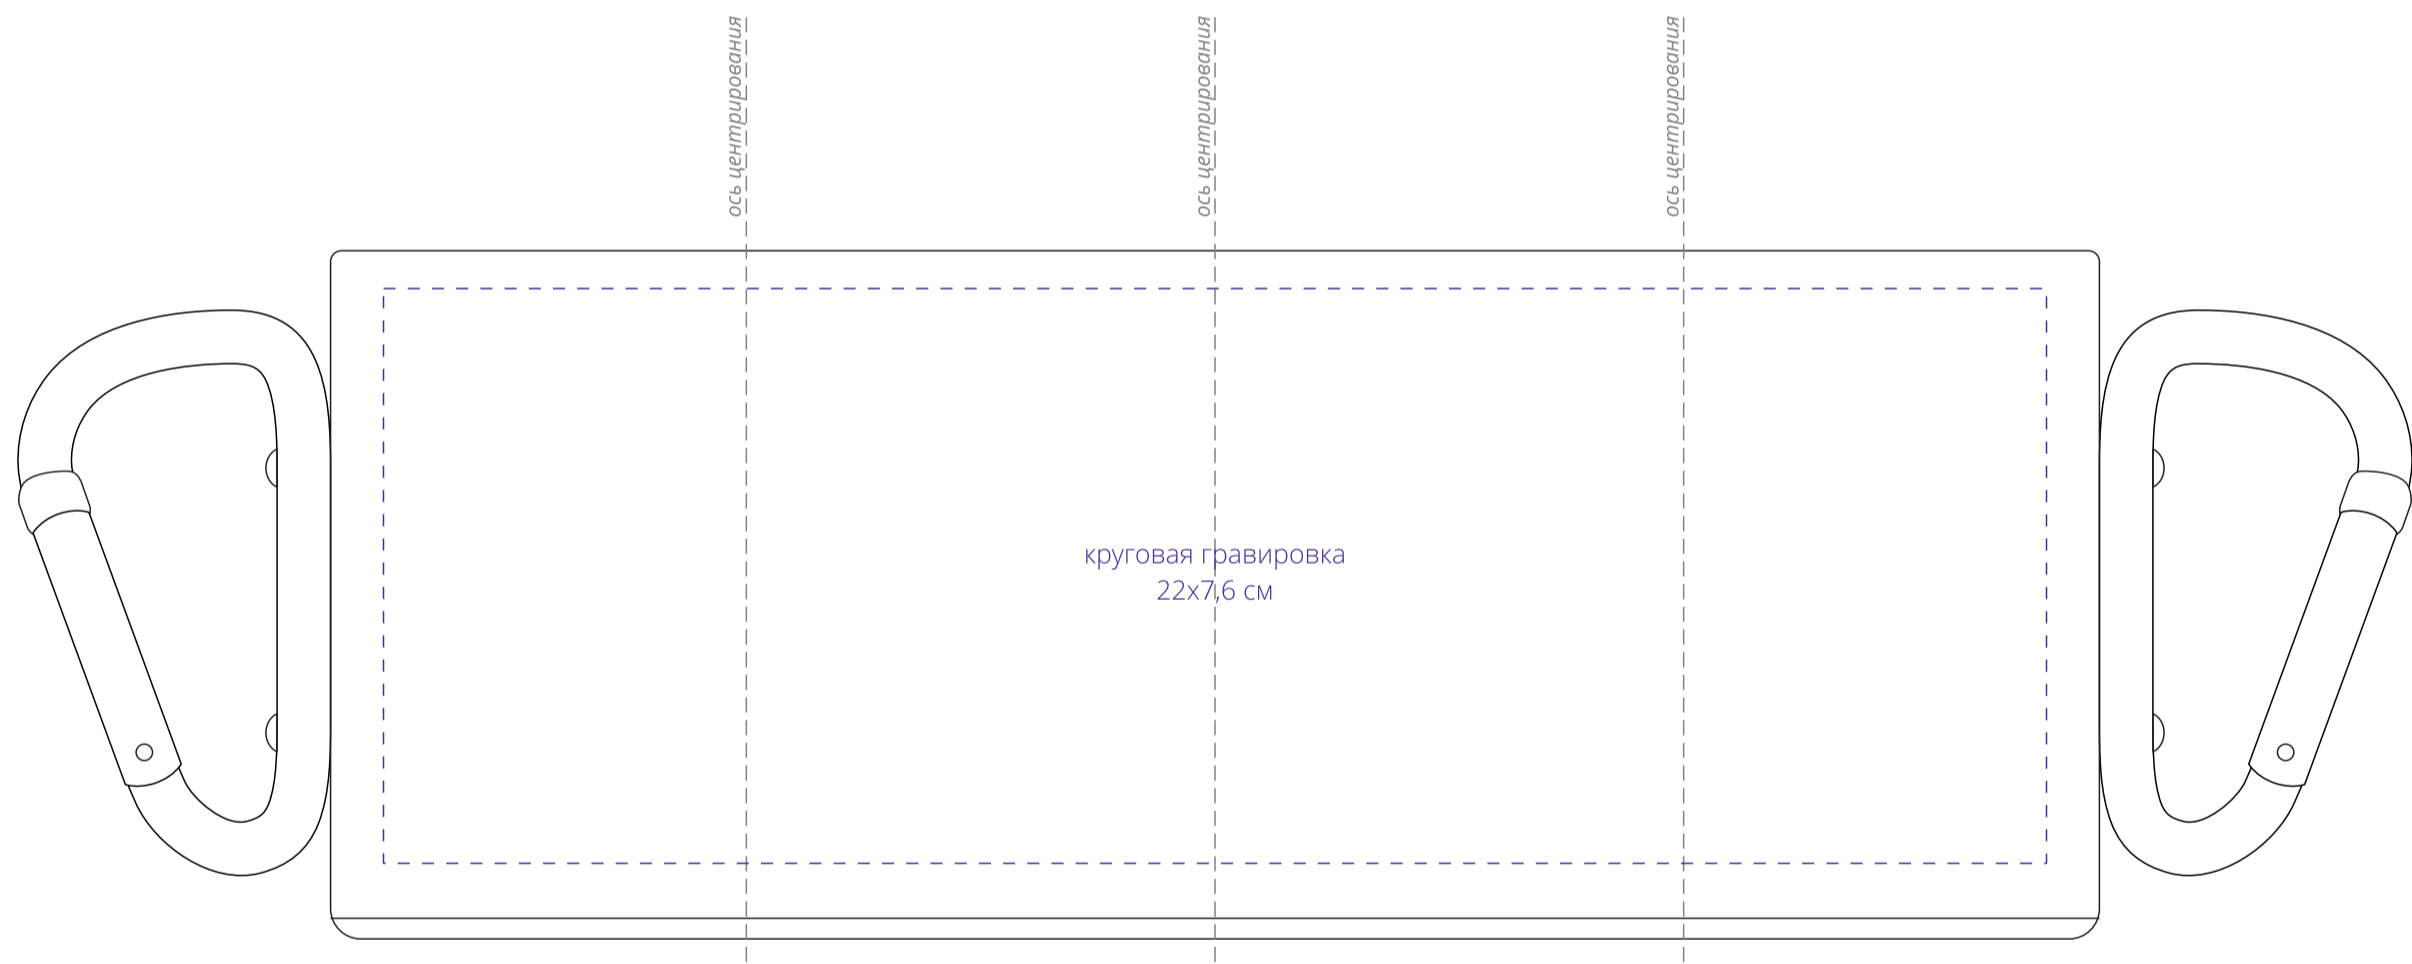 ось центрирования
ось центрирования
ось центрирования
круговая гравировка
22x7,6 см